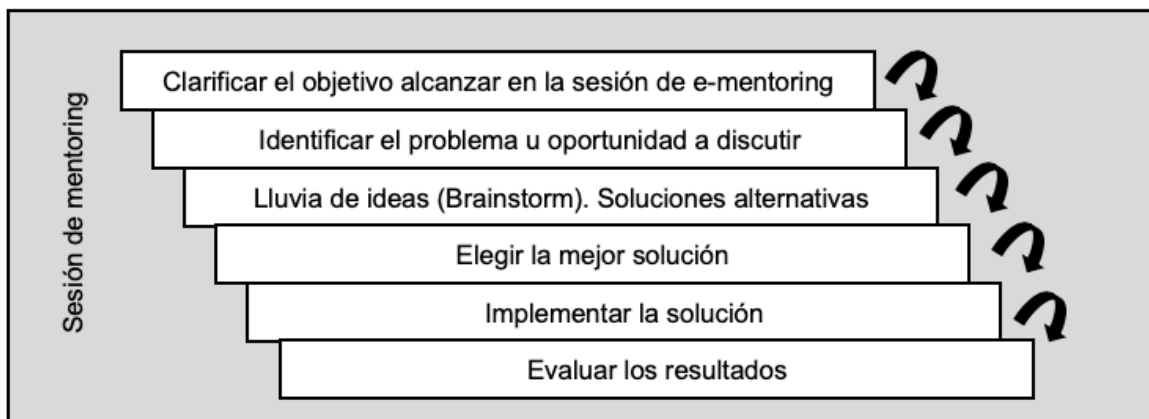 Sesión de mentoring
Clarificar el objetivo alcanzar en la sesión de e-mentoring
Identificar el problema u oportunidad a discutir
Lluvia de ideas (Brainstorm). Soluciones alternativas
Elegir la mejor solución
Implementar la solución
Evaluar los resultados